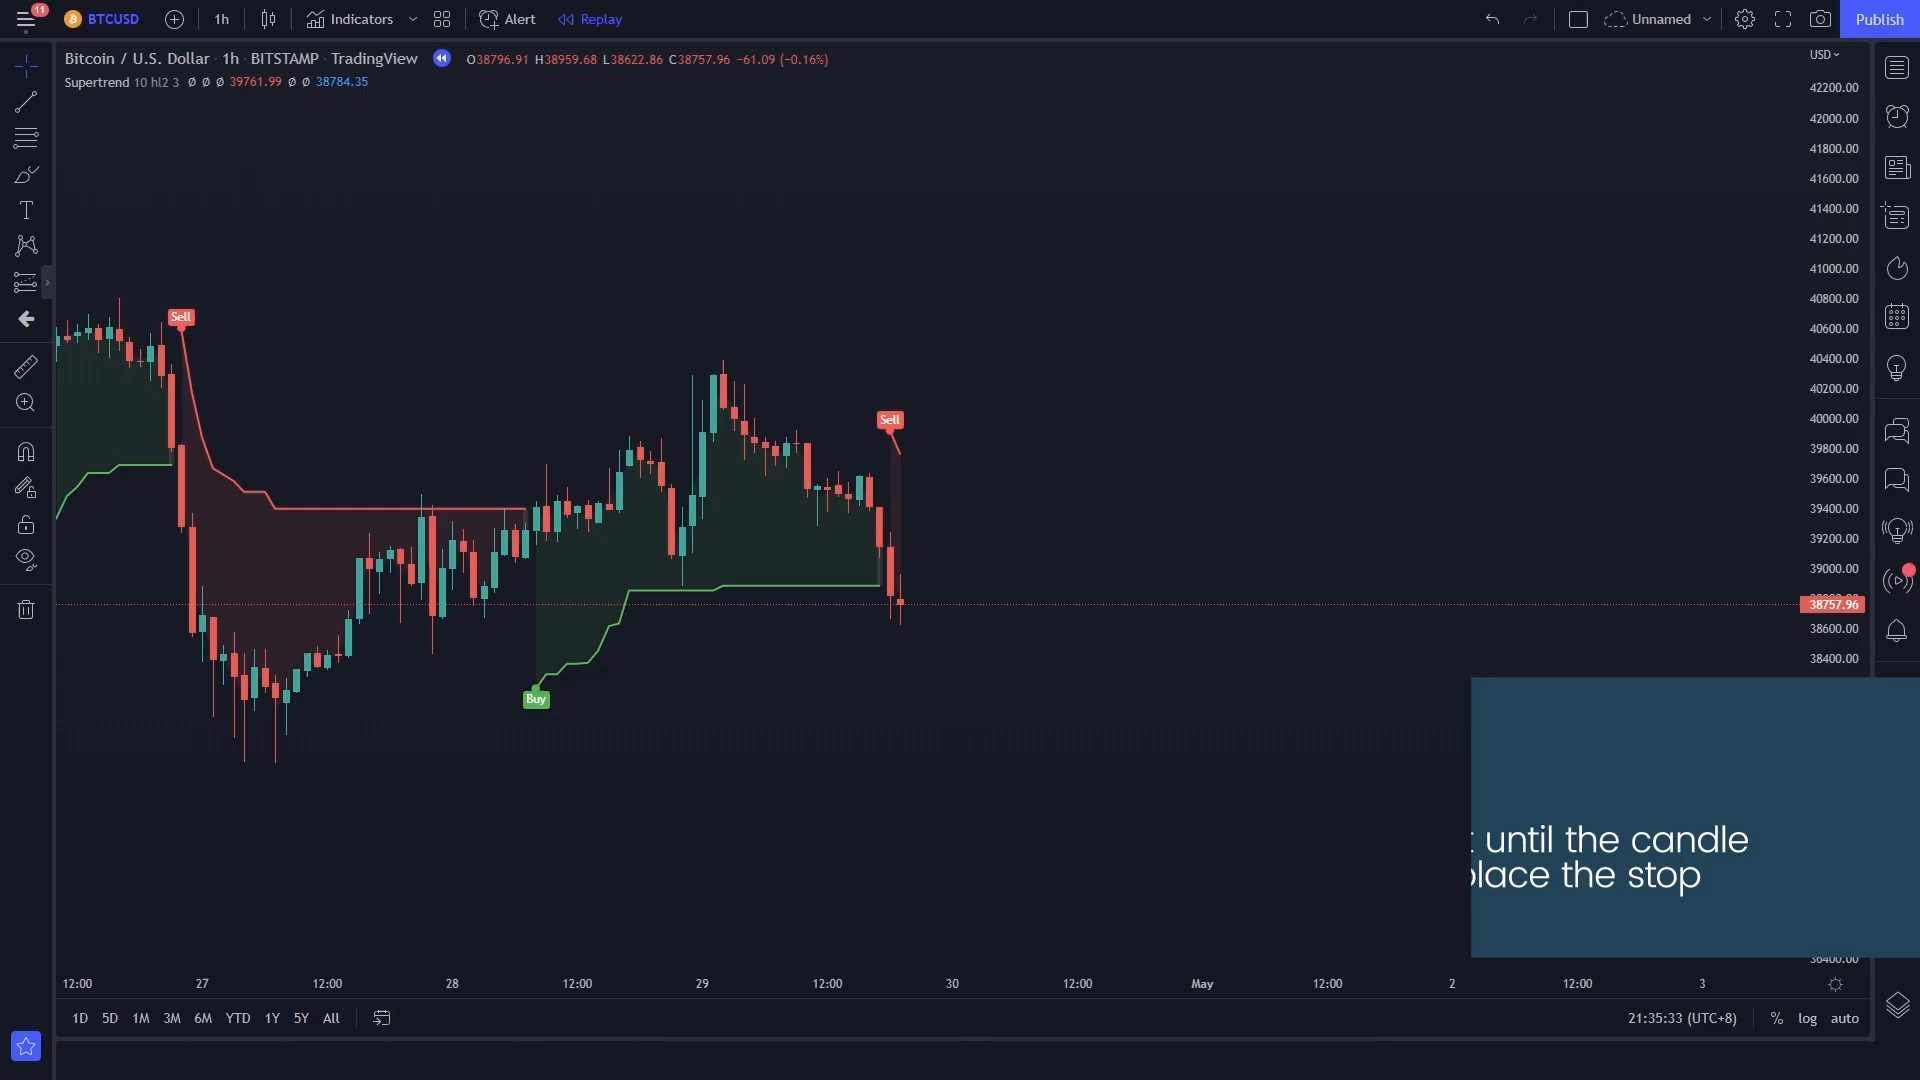 11
BTCUSD
1h
Indicators
Alert
Replay
Unnamed
Publish
Bitcoin / U.S. Dollar · 1h · BITSTAMP · TradingView
O38796.91 H38959.68 L38622.86 C38757.96 −61.09 (−0.16%)
USD
Supertrend 10 hl2 3 ∅ ∅ ∅ 39761.99 ∅ ∅ 38784.35
42200.00
42000.00
41800.00
41600.00
41400.00
41200.00
41000.00
40800.00
40600.00
40400.00
40200.00
40000.00
39800.00
39600.00
39400.00
39200.00
39000.00
38757.96
38600.00
38400.00
Sell
Sell
Buy
until the candle
place the stop
36400.00
12:00 27 12:00 28 12:00 29 12:00 30 12:00 May 12:00 2 12:00 3
1D 5D 1M 3M 6M YTD 1Y 5Y All
21:35:33 (UTC+8) % log auto